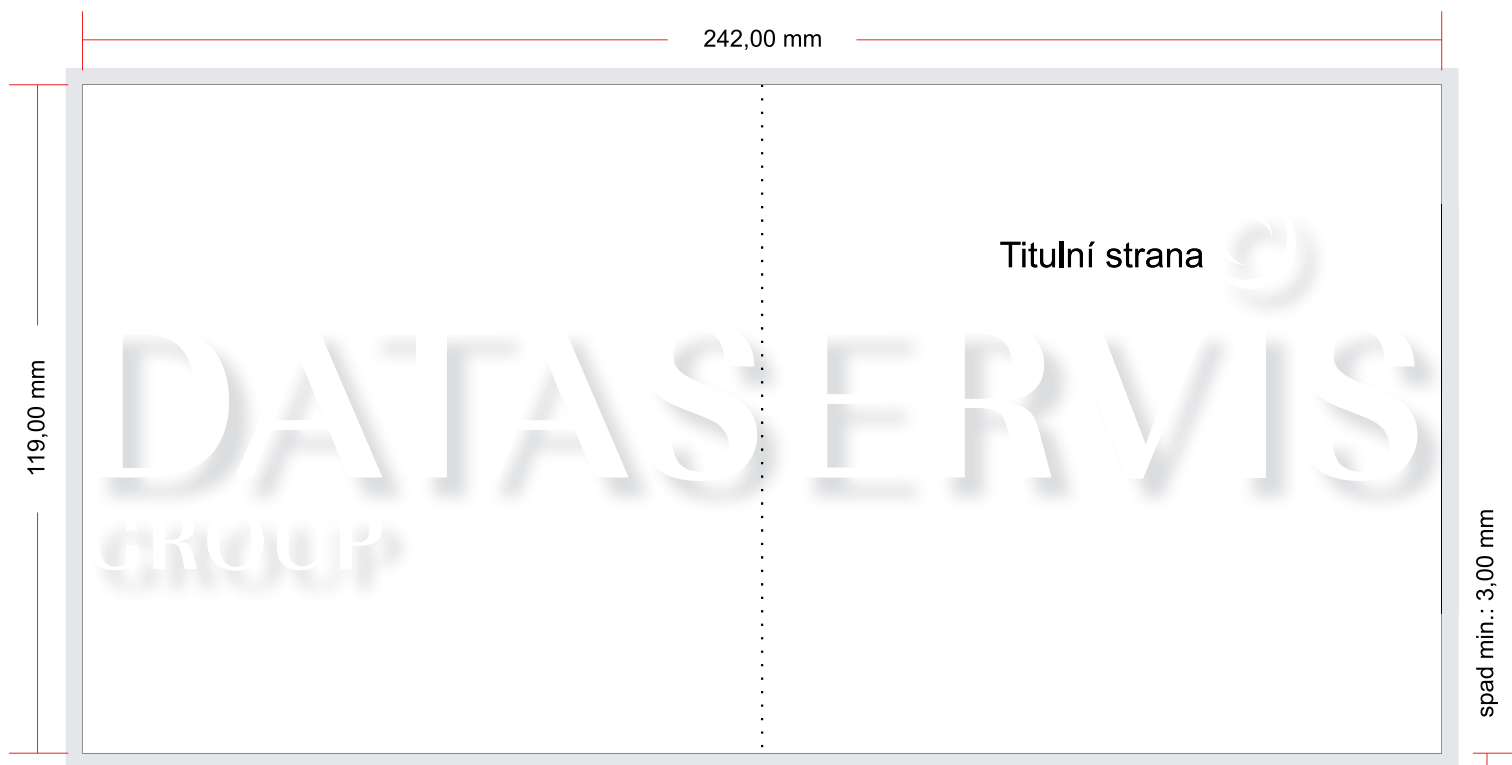 242,00 mm
Titulní strana
DATASERVIS
GROUP
119,00 mm
spad min.: 3,00 mm